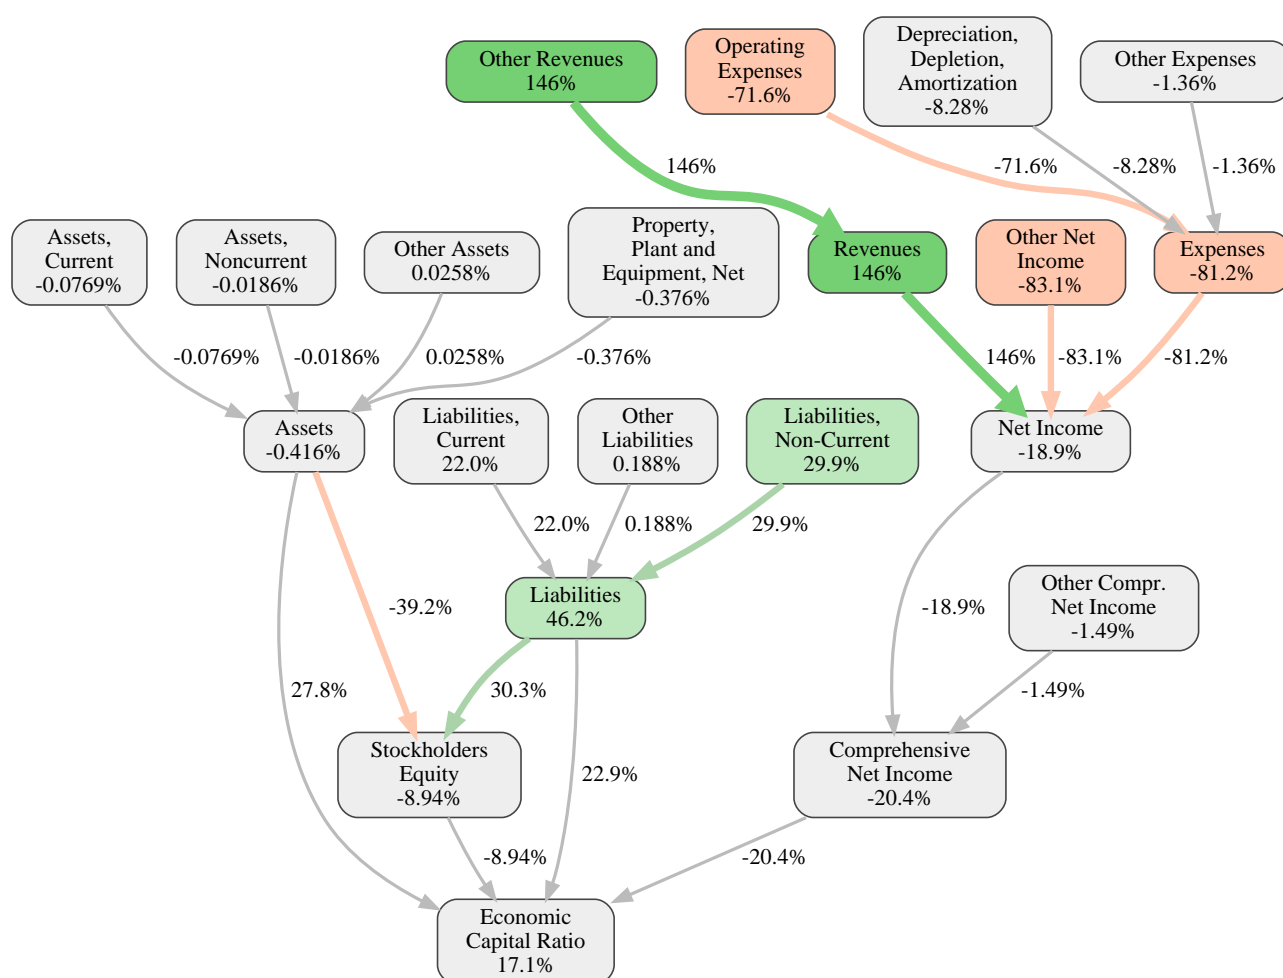 Other Revenues
146%
Operating
Expenses
-71.6%
Depreciation,
Depletion,
Amortization
-8.28%
Other Expenses
-1.36%
146%
-71.6%
-8.28%
-1.36%
Assets,
Current
-0.0769%
Assets,
Noncurrent
-0.0186%
Other Assets
0.0258%
Property,
Plant and
Equipment, Net
-0.376%
Revenues
146%
Other Net
Income
-83.1%
Expenses
-81.2%
-0.0769%
-0.0186%
0.0258%
-0.376%
146%
-83.1%
-81.2%
Assets
-0.416%
Liabilities,
Current
22.0%
Other
Liabilities
0.188%
Liabilities,
Non-Current
29.9%
Net Income
-18.9%
22.0%
0.188%
29.9%
Liabilities
46.2%
Other Compr.
Net Income
-1.49%
-39.2%
-18.9%
27.8%
30.3%
-1.49%
Stockholders
Equity
-8.94%
22.9%
Comprehensive
Net Income
-20.4%
-8.94%
-20.4%
Economic
Capital Ratio
17.1%